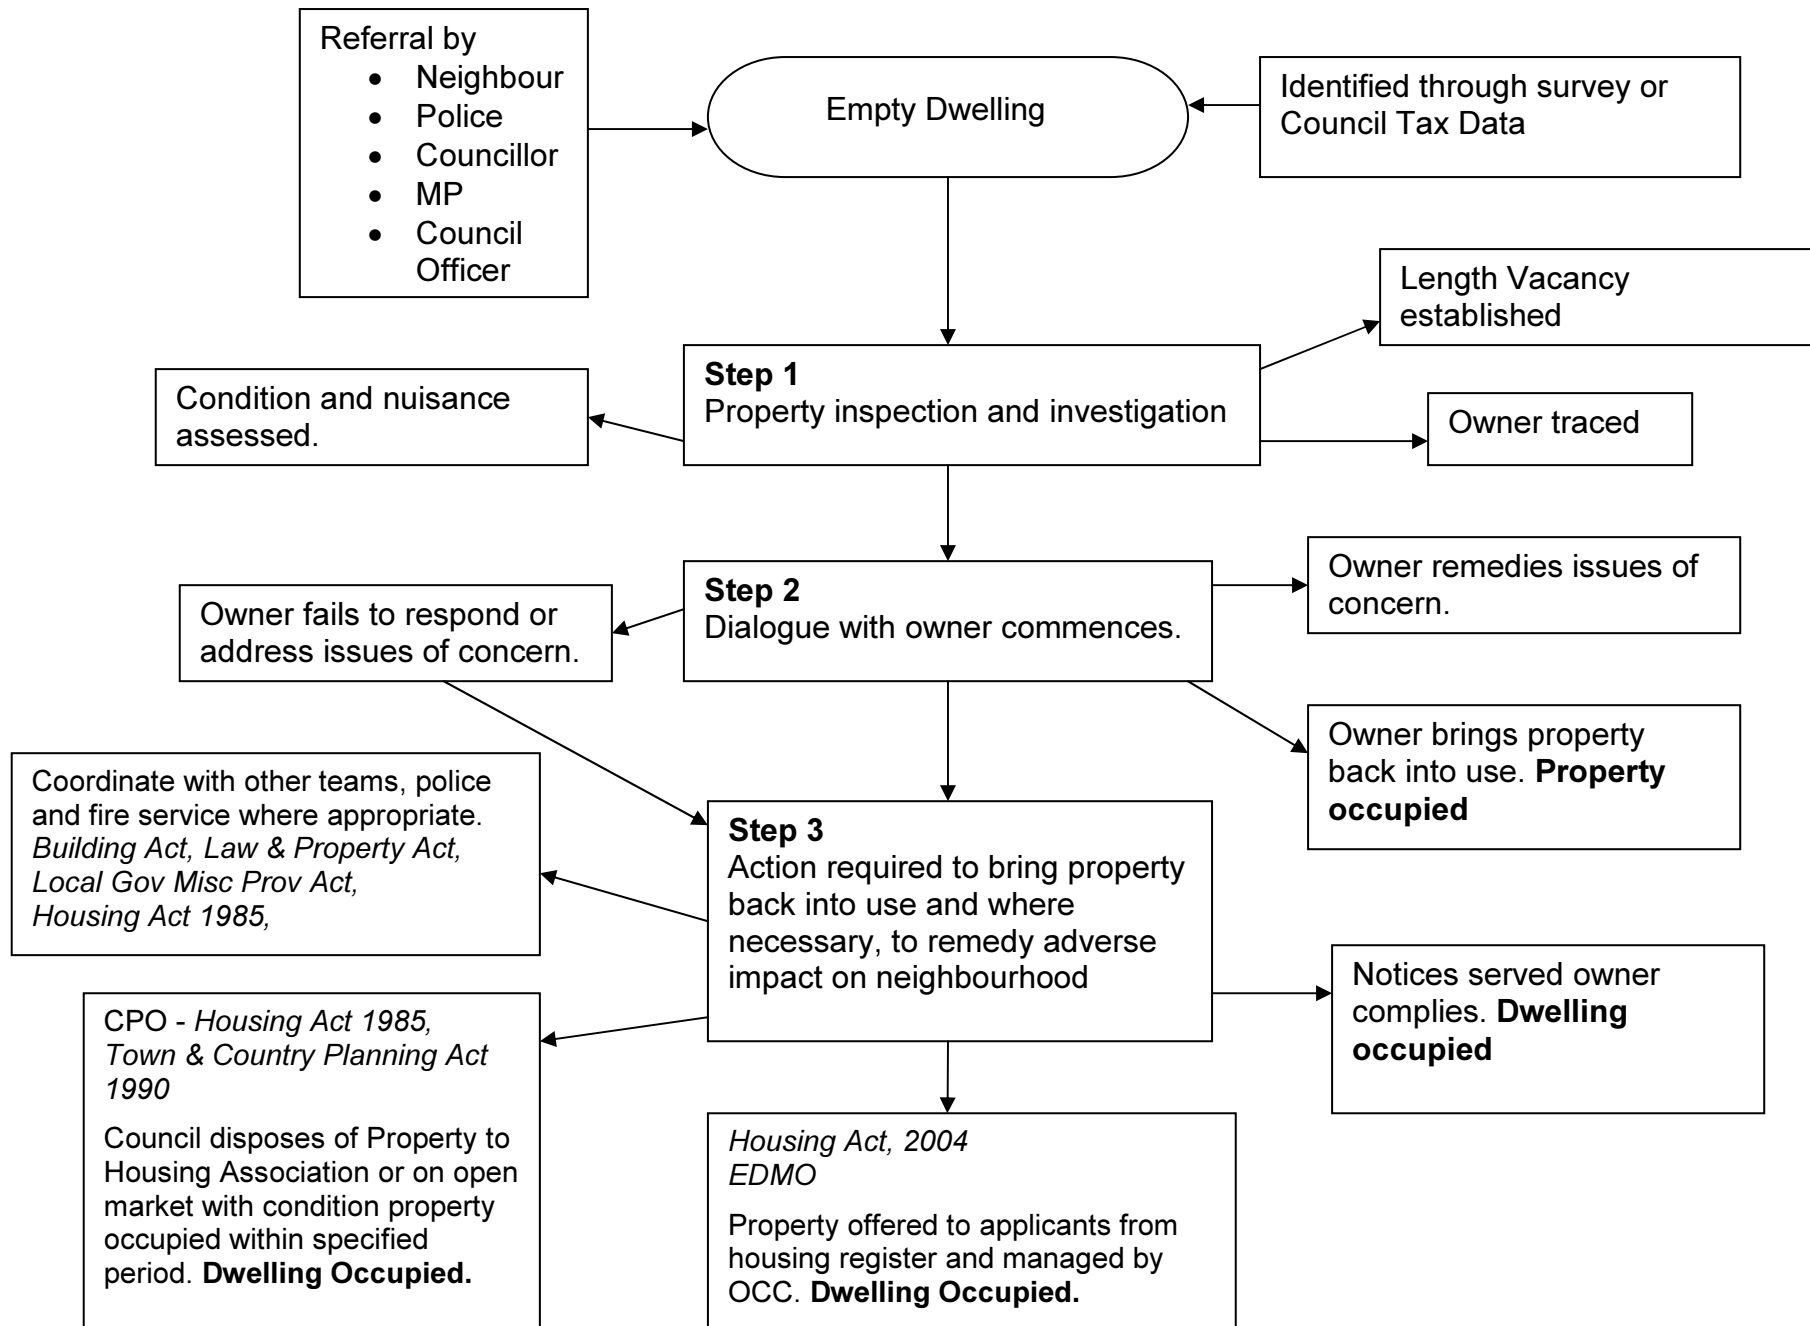 Referral by
• Neighbour
• Police
• Councillor
• MP
• Council
Officer
Empty Dwelling
Identified through survey or
Council Tax Data
Length Vacancy
established
Step 1
Property inspection and investigation
Condition and nuisance
assessed.
Owner traced
Step 2
Dialogue with owner commences.
Owner remedies issues of
concern.
Owner fails to respond or
address issues of concern.
Owner brings property
back into use. Property
occupied
Coordinate with other teams, police
and fire service where appropriate.
Building Act, Law & Property Act,
Local Gov Misc Prov Act,
Housing Act 1985,
Step 3
Action required to bring property
back into use and where
necessary, to remedy adverse
impact on neighbourhood
Notices served owner
complies. Dwelling
occupied
CPO - Housing Act 1985,
Town & Country Planning Act
1990
Council disposes of Property to
Housing Association or on open
market with condition property
occupied within specified
period. Dwelling Occupied.
Housing Act, 2004
EDMO
Property offered to applicants from
housing register and managed by
OCC. Dwelling Occupied.